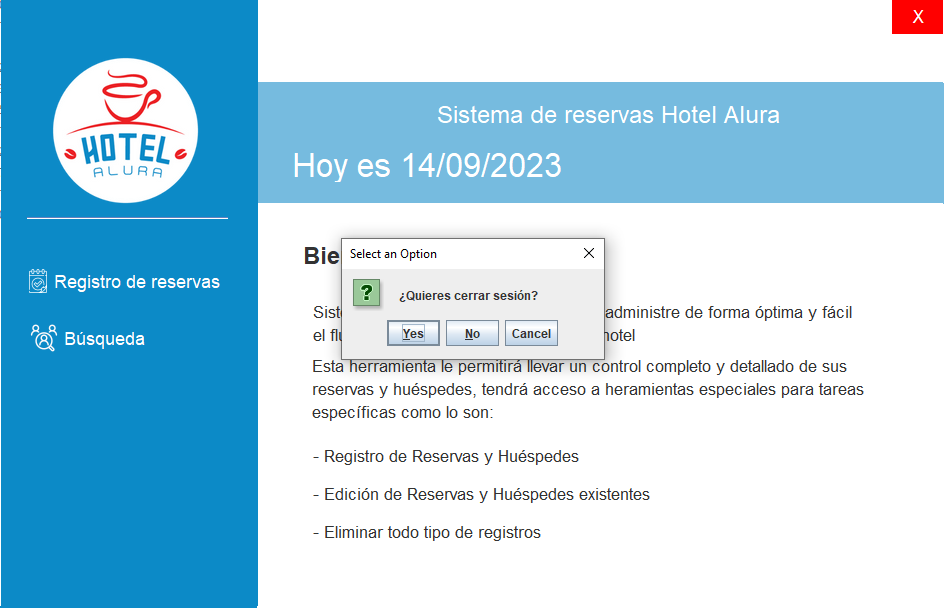 X
HOTEL
ALURA
Sistema de reservas Hotel Alura
Hoy es 14/09/2023
Registro de reservas
Búsqueda
Bie
Select an Option
¿Quieres cerrar sesión?
Yes No Cancel
Sist administre de forma óptima y fácil
el flu hotel
Esta herramienta le permitirá llevar un control completo y detallado de sus
reservas y huéspedes, tendrá acceso a heramientas especiales para tareas
específicas como lo son:
- Registro de Reservas y Huéspedes
- Edición de Reservas y Huéspedes existentes
- Eliminar todo tipo de registros